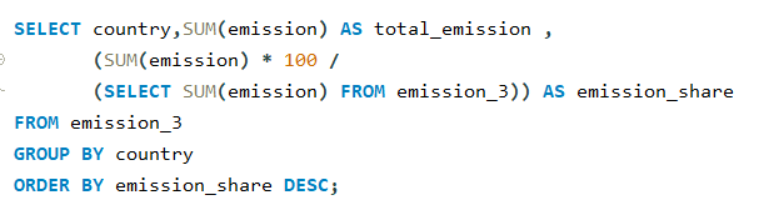 SELECT country,SUM(emission) AS total_emission ,
(SUM(emission) * 100 /
(SELECT SUM(emission) FROM emission_3)) AS emission_share
FROM emission_3
GROUP BY country
ORDER BY emission_share DESC;